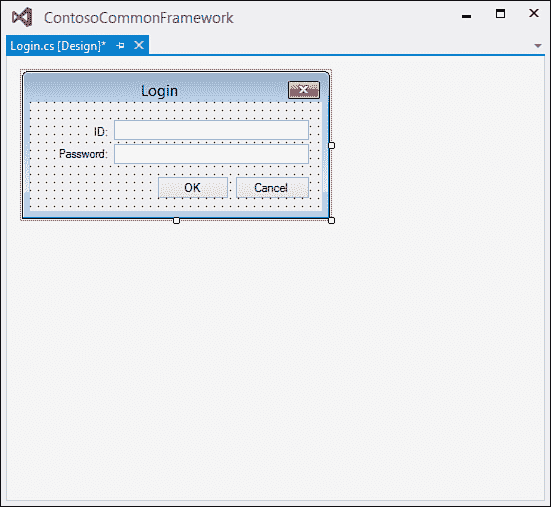 ContosoCommonFramework
Login.cs [Design]*
Login
ID:
Password:
OK Cancel